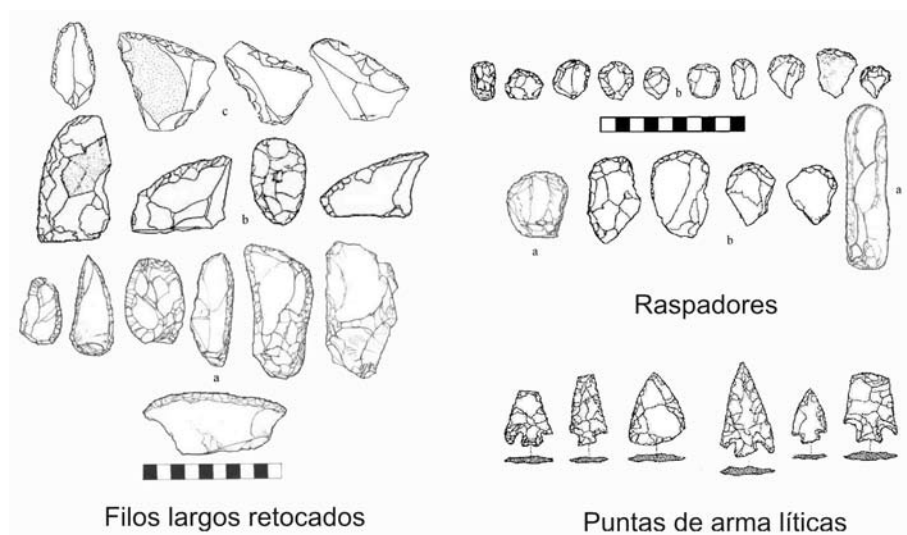 c
b
a
Filos largos retocados
b
a
a
b
Raspadores
Puntas de arma líticas